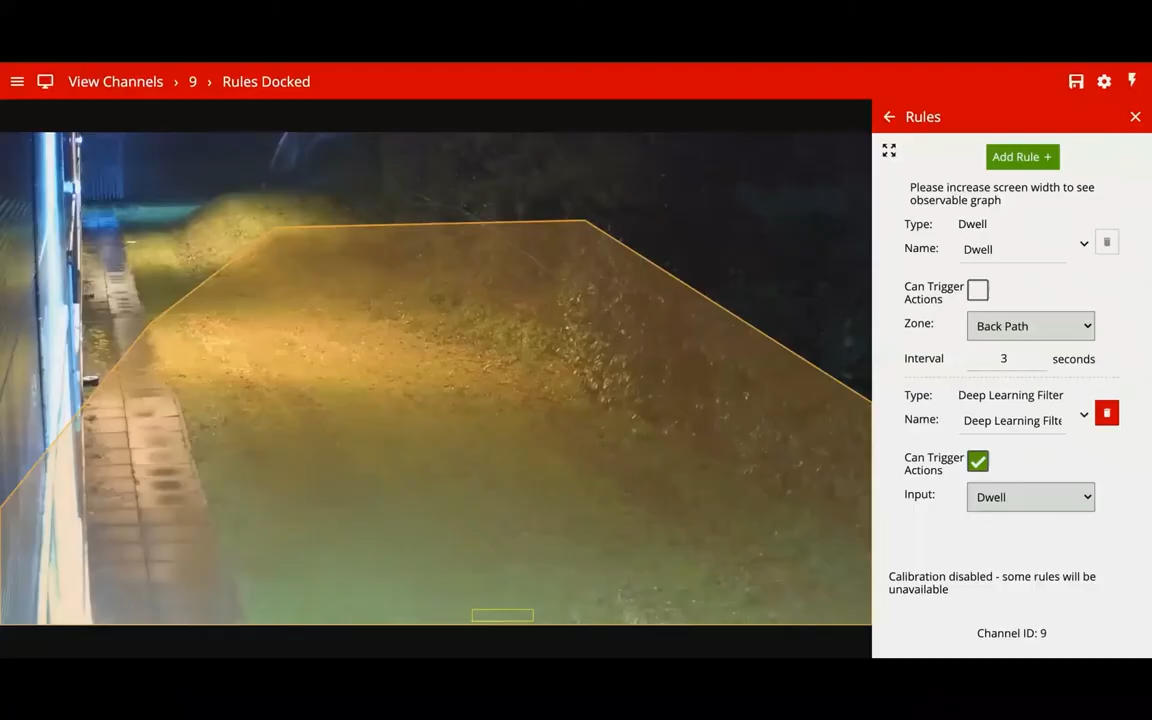 View Channels › 9 › Rules Docked
Rules
Add Rule +
Please increase screen width to see
observable graph
Type: Dwell
Name: Dwell
Can Trigger
Actions
Zone: Back Path
Interval 3 seconds
Type: Deep Learning Filter
Name: Deep Learning Filte
Can Trigger
Actions
Input: Dwell
Calibration disabled - some rules will be
unavailable
Channel ID: 9